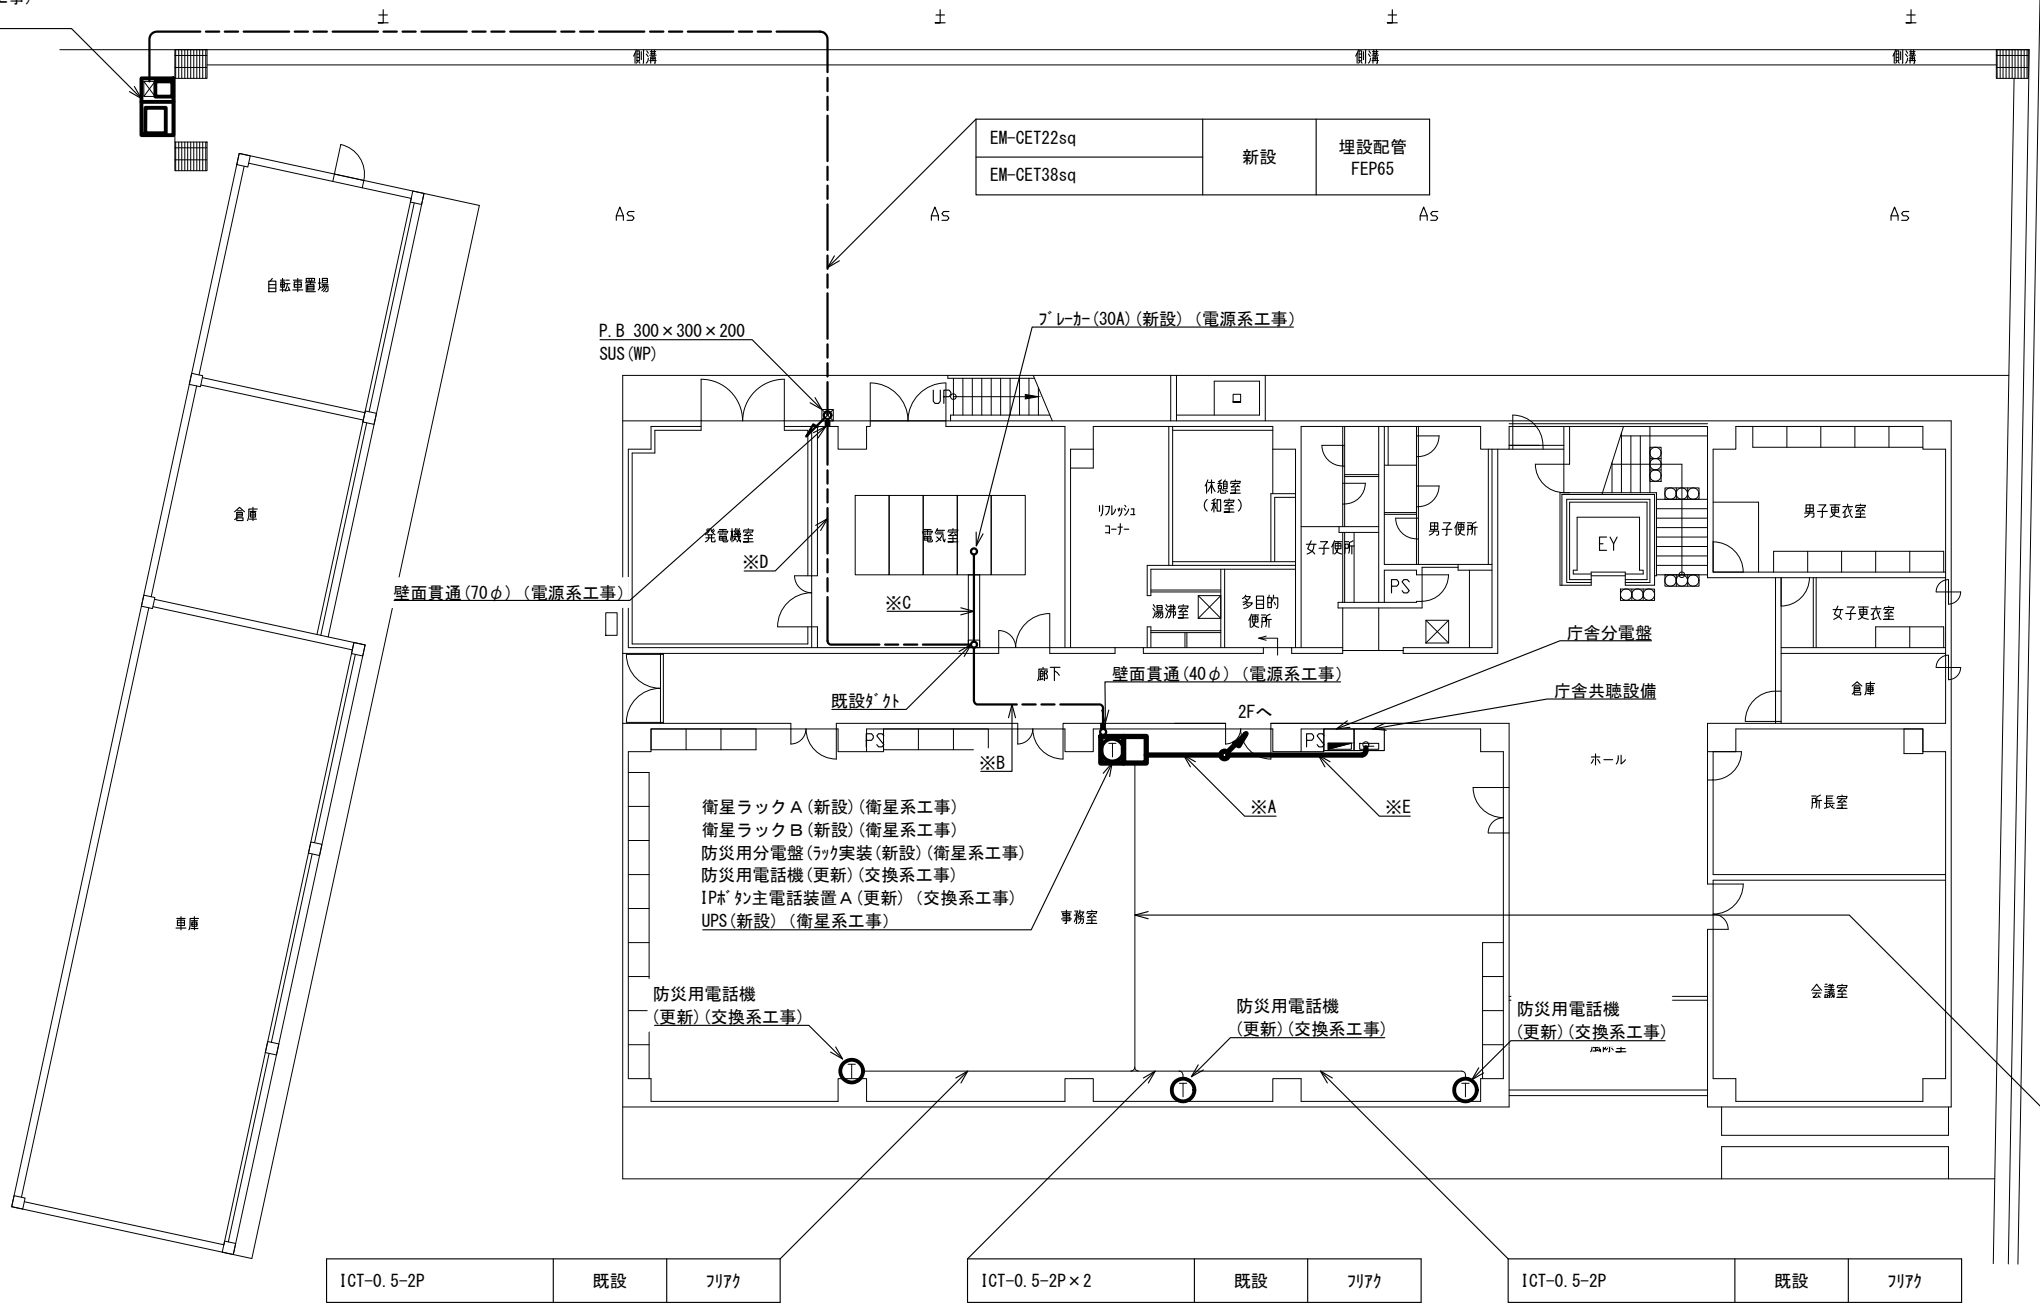 土 土 土 土
側溝 側溝 側溝
EM-CET22sq
EM-CET38sq
新設
埋設配管
FEP65
As As As As
自転車置場
P.B 300×300×200
SUS(WP)
ブレーカー(30A)(新設) (電源系工事)
UP
倉庫
発電機室
電気室
リフレッシュ
コーナー
休憩室
(和室)
女子便所
男子便所
EV
男子更衣室
※D
壁面貫通(70φ) (電源系工事)
※C
湯沸室
多目的
便所
PS
女子更衣室
庁舎分電盤
廊下
壁面貫通(40φ) (電源系工事)
庁舎共聴設備
倉庫
既設ダクト
2Fへ
PS
PS
※B
ホール
T
※A
※E
所長室
衛星ラックA(新設)(衛星系工事)
衛星ラックB(新設)(衛星系工事)
防災用分電盤(ラック実装(新設)(衛星系工事)
防災用電話機(更新)(交換系工事)
IPボタン主電話装置A(更新) (交換系工事)
UPS(新設) (衛星系工事)
事務室
車庫
会議室
防災用電話機
(更新)(交換系工事)
防災用電話機
(更新)(交換系工事)
防災用電話機
(更新)(交換系工事)
T T T
ICT-0.5-2P 既設 フリアク
ICT-0.5-2P×2 既設 フリアク
ICT-0.5-2P 既設 フリアク